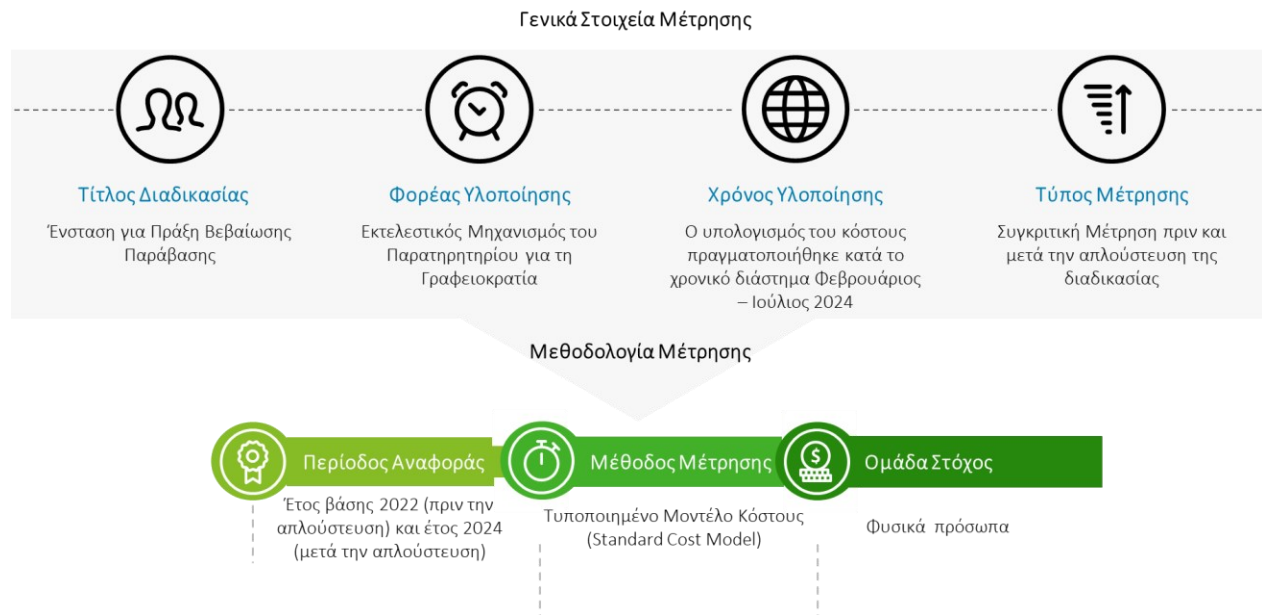 Γενικά Στοιχεία Μέτρησης
Τίτλος Διαδικασίας
Ένσταση για Πράξη Βεβαίωσης
Παράβασης
Φορέας Υλοποίησης
Εκτελεστικός Μηχανισμός του
Παρατηρητηρίου για τη
Γραφειοκρατία
Χρόνος Υλοποίησης
Ο υπολογισμός του κόστους
πραγματοποιήθηκε κατά το
χρονικό διάστημα Φεβρουάριος
– Ιούλιος 2024
Τύπος Μέτρησης
Συγκριτική Μέτρηση πριν και
μετά την απλούστευση της
διαδικασίας
Μεθοδολογία Μέτρησης
Περίοδος Αναφοράς
Έτος βάσης 2022 (πριν την
απλούστευση) και έτος 2024
(μετά την απλούστευση)
Μέθοδος Μέτρησης
Τυποποιημένο Μοντέλο Κόστους
(Standard Cost Model)
$
Ομάδα Στόχος
Φυσικά πρόσωπα